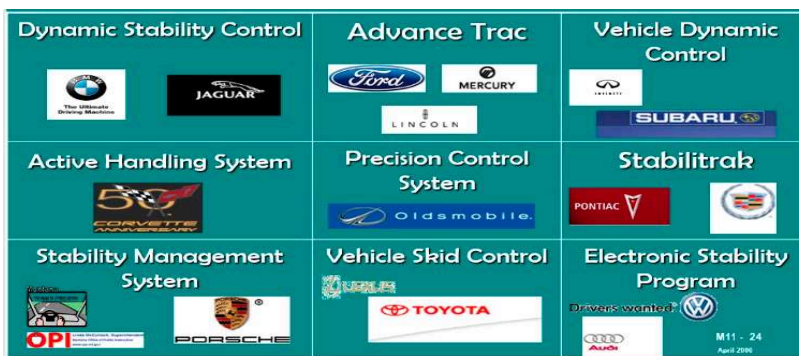 Dynamic Stability Control
BMW
The Ultimate
Driving Machine
JAGUAR
Advance Trac
Ford
MERCURY
LINCOLN
Vehicle Dynamic
Control
INFINITI
SUBARU
Active Handling System
50
CORVETTE
ANNIVERSARY
Precision Control
System
Oldsmobile.
Stabilitrak
PONTIAC
Stability Management
System
OPI
®
PORSCHE
Vehicle Skid Control
LEXUS
TOYOTA
Electronic Stability
Program
Drivers wanted.
Audi
M11 - 24
April 2006